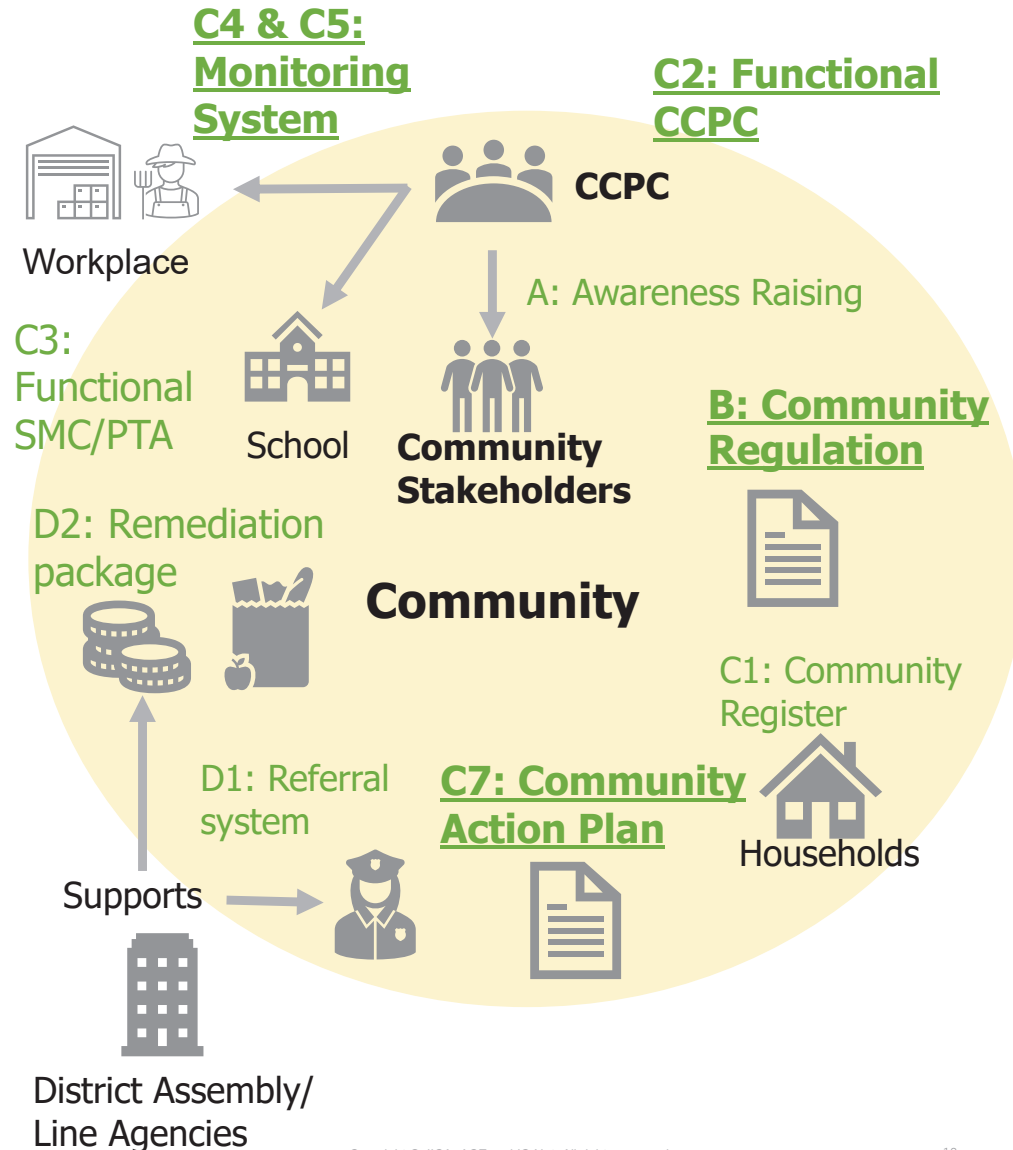 C4 & C5:
Monitoring
System
C2: Functional
CCPC
CCPC
Workplace
A: Awareness Raising
C3:
Functional
SMC/PTA
School
Community
Stakeholders
B: Community
Regulation
D2: Remediation
package
Community
C1: Community
Register
D1: Referral
system
C7: Community
Action Plan
Households
Supports
District Assembly/
Line Agencies